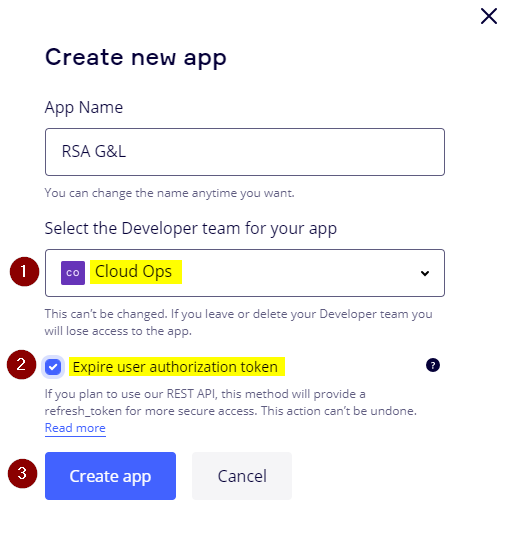 Create new app
App Name
RSA G&L
You can change the name anytime you want.
Select the Developer team for your app
1
CO
Cloud Ops
This can't be changed. If you leave or delete your Developer team you
will lose access to the app.
2
Expire user authorization token
?
If you plan to use our REST API, this method will provide a
refresh_token for more secure access. This action can't be undone.
Read more
3
Create app
Cancel